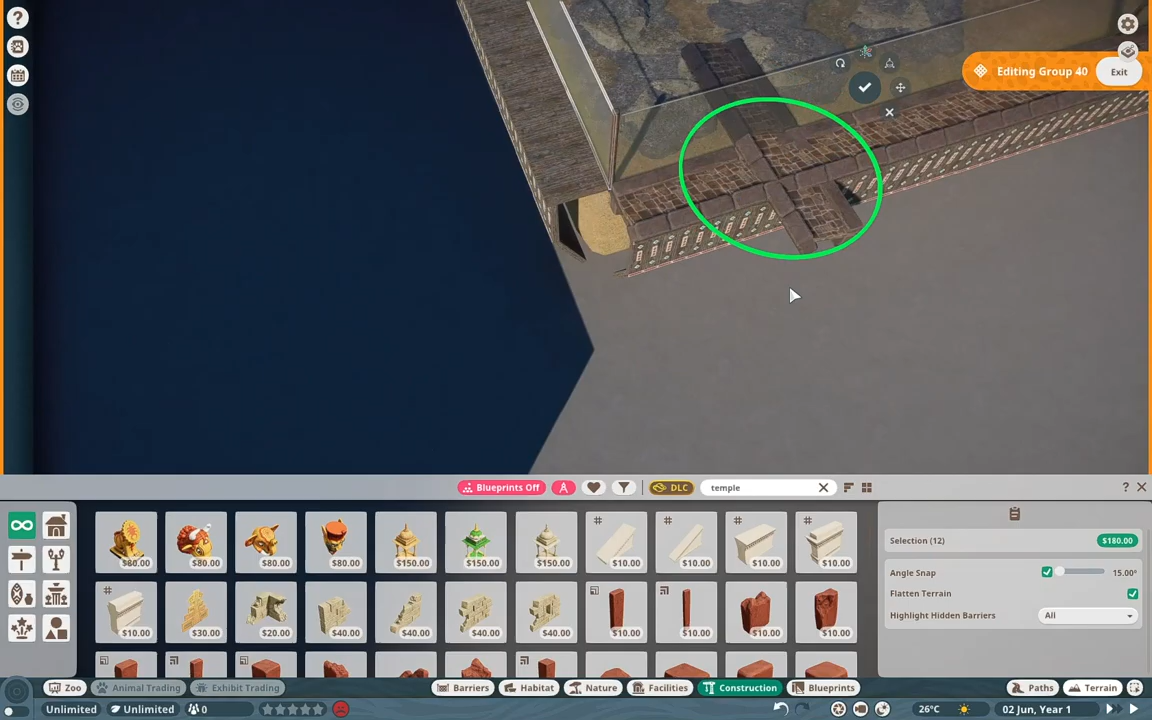 ?
Editing Group 40
Exit
Blueprints Off
DLC
temple
?
$80.00
$80.00
$80.00
$80.00
$150.00
$150.00
$150.00
$10.00
$10.00
$10.00
$10.00
$10.00
$30.00
$20.00
$40.00
$40.00
$40.00
$40.00
$10.00
$10.00
$10.00
$10.00
Selection (12)
$180.00
Angle Snap
15.00°
Flatten Terrain
Highlight Hidden Barriers
All
Zoo
Animal Trading
Exhibit Trading
Barriers
Habitat
Nature
Facilities
Construction
Blueprints
Paths
Terrain
Unlimited
Unlimited
0
26°C
02 Jun, Year 1